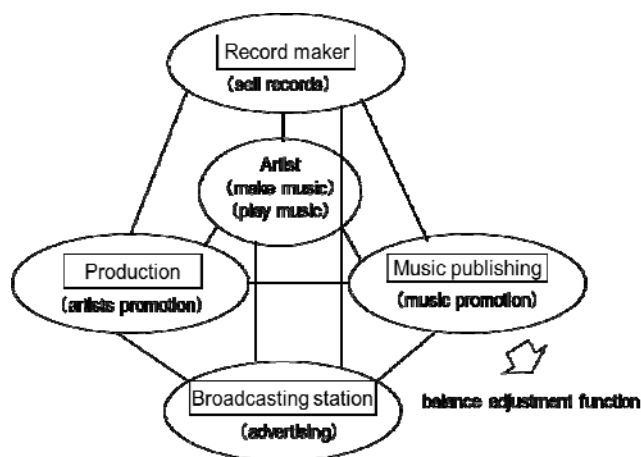 Record maker
(sell records)
Artist
(make music)
(play music)
Production
(artists promotion)
Music publishing
(music promotion)
Broadcasting station
(advertising)
balance adjustment function